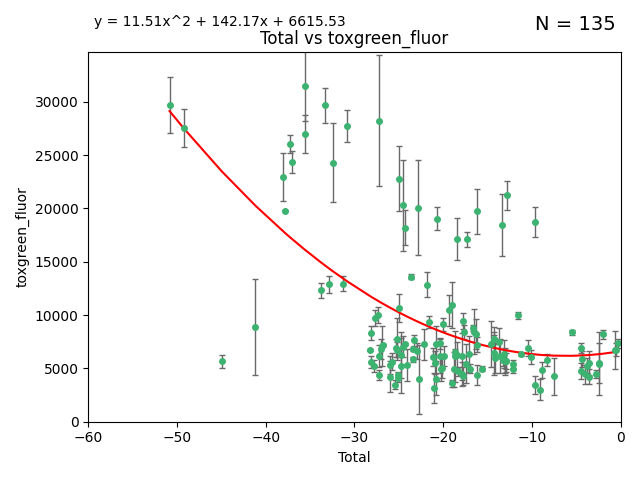 y = 11.51x^2 + 142.17x + 6615.53
N = 135
Total vs toxgreen_fluor
30000
25000
20000
15000
10000
5000
0
toxgreen_fluor
−60
−50
−40
−30
−20
−10
0
Total